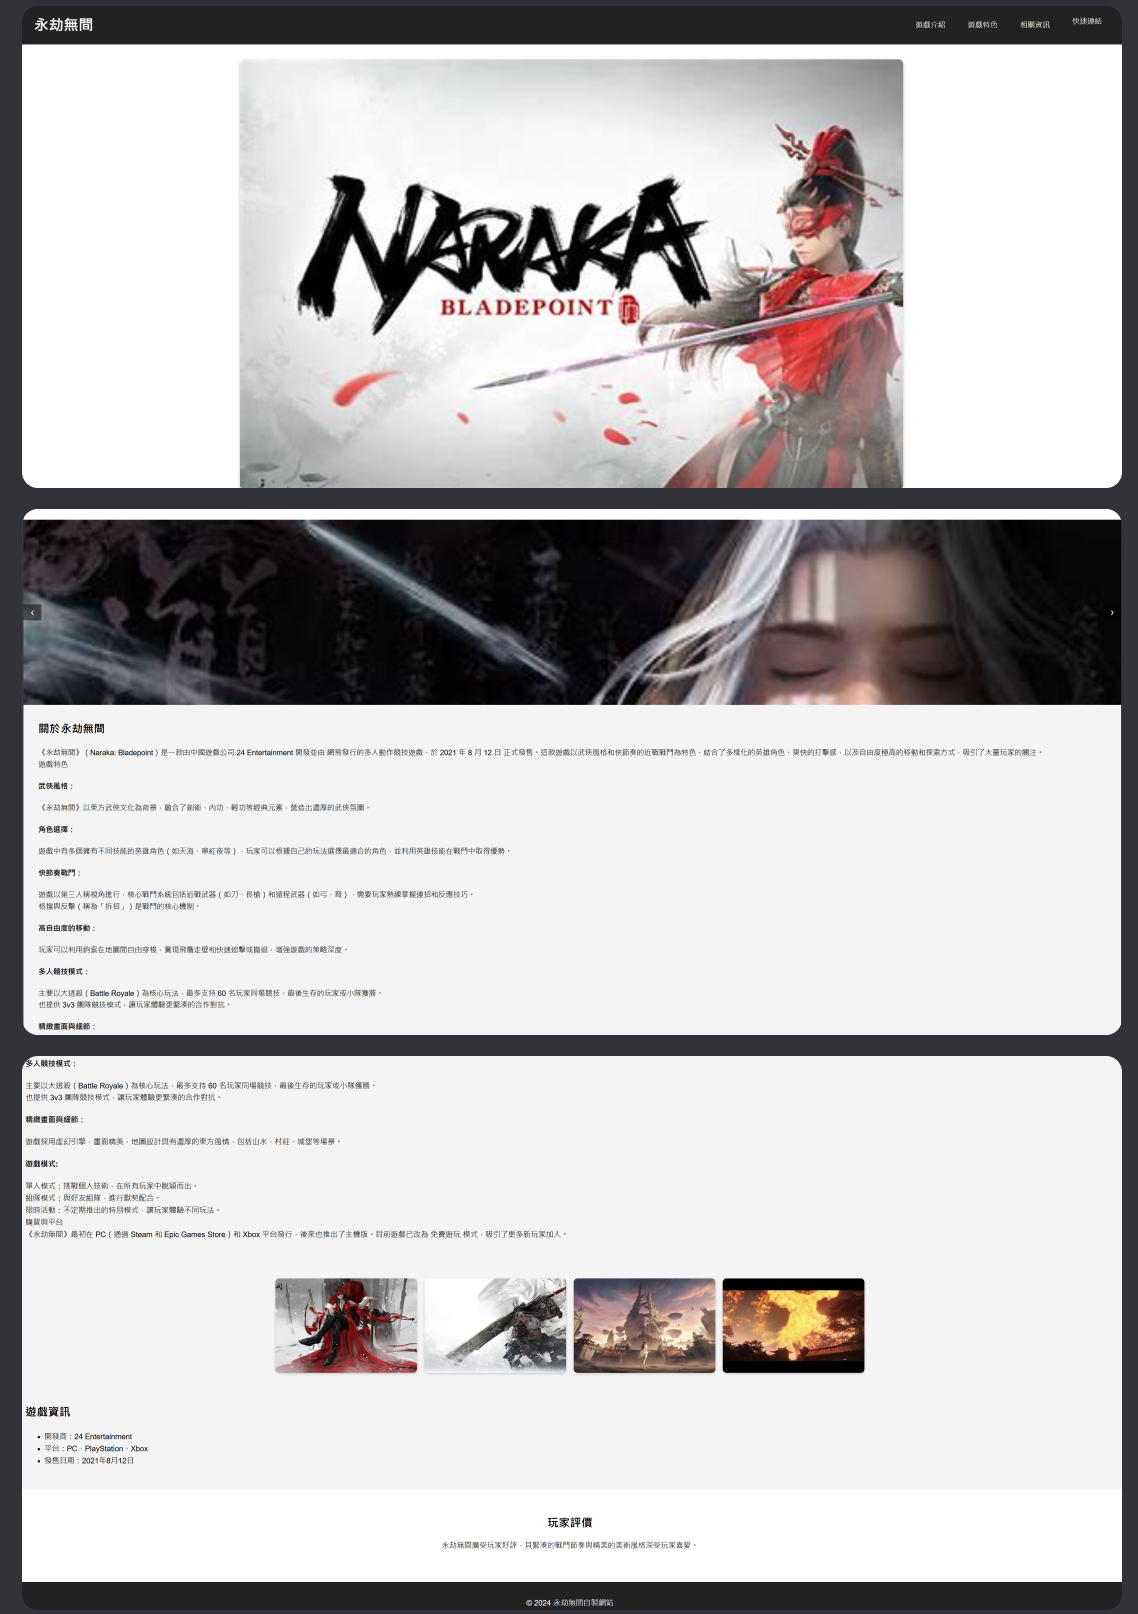 永劫無間
遊戲介紹 遊戲特色 相關資訊 快速連結
NARAKA
BLADEPOINT
‹ ›
關於永劫無間
《永劫無間》（Naraka: Bladepoint）是一款由中國遊戲公司 24 Entertainment 開發並由 網易發行的多人動作競技遊戲，於 2021 年 8 月 12 日 正式發售。這款遊戲以武俠風格和快節奏的近戰戰鬥為特色，結合了多樣化的英雄角色，爽快的打擊感，以及自由度極高的移動和探索方式，吸引了大量玩家的關注。
遊戲特色
武俠風格：
《永劫無間》以東方武俠文化為背景，融合了劍術、內功、輕功等經典元素，營造出濃厚的武俠氛圍。
角色選擇：
遊戲中有多個擁有不同技能的英雄角色（如天海、寧紅夜等），玩家可以根據自己的玩法選擇最適合的角色，並利用英雄技能在戰鬥中取得優勢。
快節奏戰鬥：
遊戲以第三人稱視角進行，核心戰鬥系統包括近戰武器（如刀、長槍）和遠程武器（如弓、弩），需要玩家熟練掌握連招和反應技巧。
格擋與反擊（稱為「拆招」）是戰鬥的核心機制。
高自由度的移動：
玩家可以利用鉤索在地圖間自由穿梭，實現飛簷走壁和快速追擊或撤退，增強遊戲的策略深度。
多人競技模式：
主要以大逃殺（Battle Royale）為核心玩法，最多支持 60 名玩家同場競技，最後生存的玩家或小隊獲勝。
也提供 3v3 團隊競技模式，讓玩家體驗更緊湊的合作對抗。
精緻畫面與細節：
多人競技模式：
主要以大逃殺（Battle Royale）為核心玩法，最多支持 60 名玩家同場競技，最後生存的玩家或小隊獲勝。
也提供 3v3 團隊競技模式，讓玩家體驗更緊湊的合作對抗。
精緻畫面與細節：
遊戲採用虛幻引擎，畫面精美，地圖設計具有濃厚的東方風情，包括山水、村莊、城堡等場景。
遊戲模式:
單人模式：挑戰個人技術，在所有玩家中脫穎而出。
組隊模式：與好友組隊，進行默契配合。
限時活動：不定期推出的特別模式，讓玩家體驗不同玩法。
購買與平台
《永劫無間》最初在 PC（通過 Steam 和 Epic Games Store）和 Xbox 平台發行，後來也推出了主機版。目前遊戲已改為 免費遊玩 模式，吸引了更多新玩家加入。
遊戲資訊
• 開發商：24 Entertainment
• 平台：PC、PlayStation、Xbox
• 發售日期：2021年8月12日
玩家評價
永劫無間廣受玩家好評，其緊湊的戰鬥節奏與精美的美術風格深受玩家喜愛。
© 2024 永劫無間自製網站